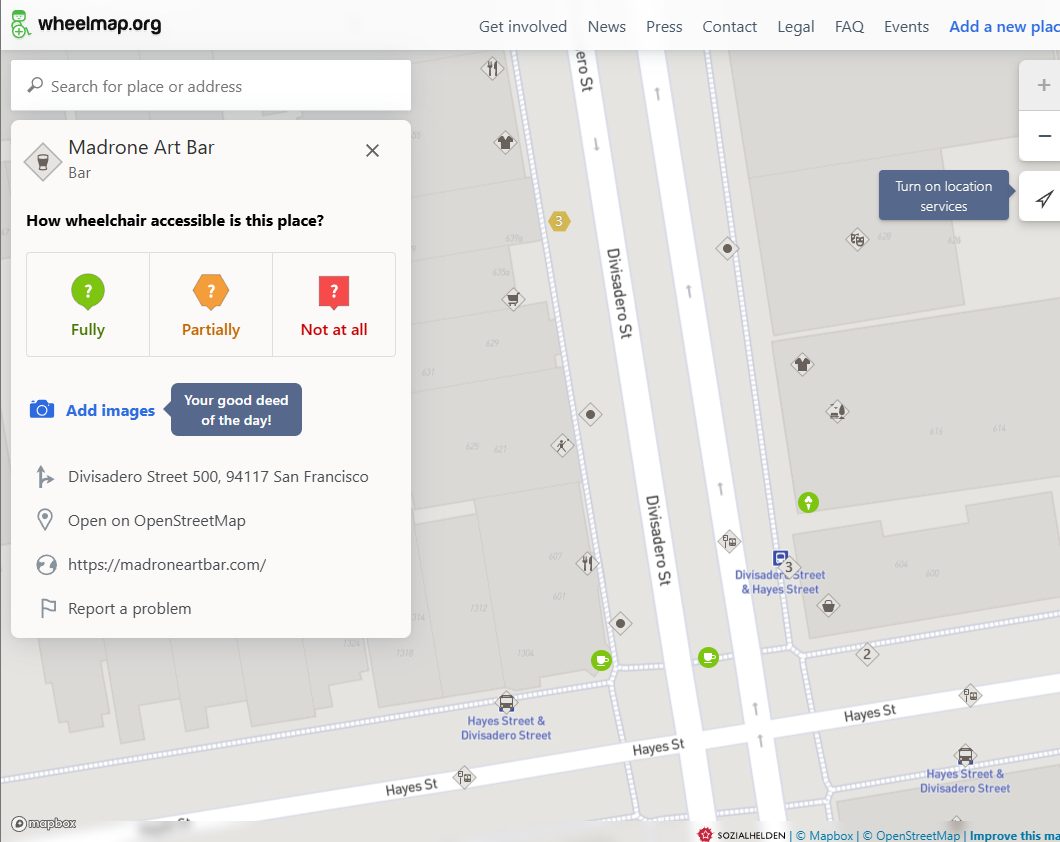 wheelmap.org
Get involved
News
Press
Contact
Legal
FAQ
Events
Add a new plac
Search for place or address
Madrone Art Bar
Bar
How wheelchair accessible is this place?
?
Fully
?
Partially
?
Not at all
Add images
Your good deed
of the day!
Divisadero Street 500, 94117 San Francisco
Open on OpenStreetMap
https://madroneartbar.com/
Report a problem
Turn on location
services
ero St
3
629a
620a
629
631
625
621
607
601
1312
1314
1304
1318
1324
628
626
616
614
604
600
Divisadero St
Divisadero St
3
Divisadero Street
& Hayes Street
2
Hayes Street &
Divisadero Street
Hayes St
Hayes St
Hayes St
Hayes Street &
Divisadero Street
mapbox
SOZIALHELDEN | © Mapbox | © OpenStreetMap | Improve this ma